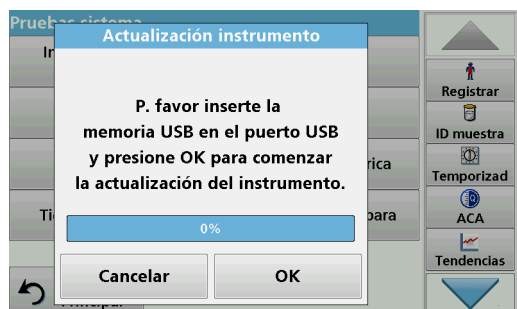 Pruebas sistema
Actualización instrumento
P. favor inserte la
memoria USB en el puerto USB
y presione OK para comenzar
la actualización del instrumento.
0%
Cancelar
OK
Registrar
ID muestra
Temporizad
ACA
Tendencias